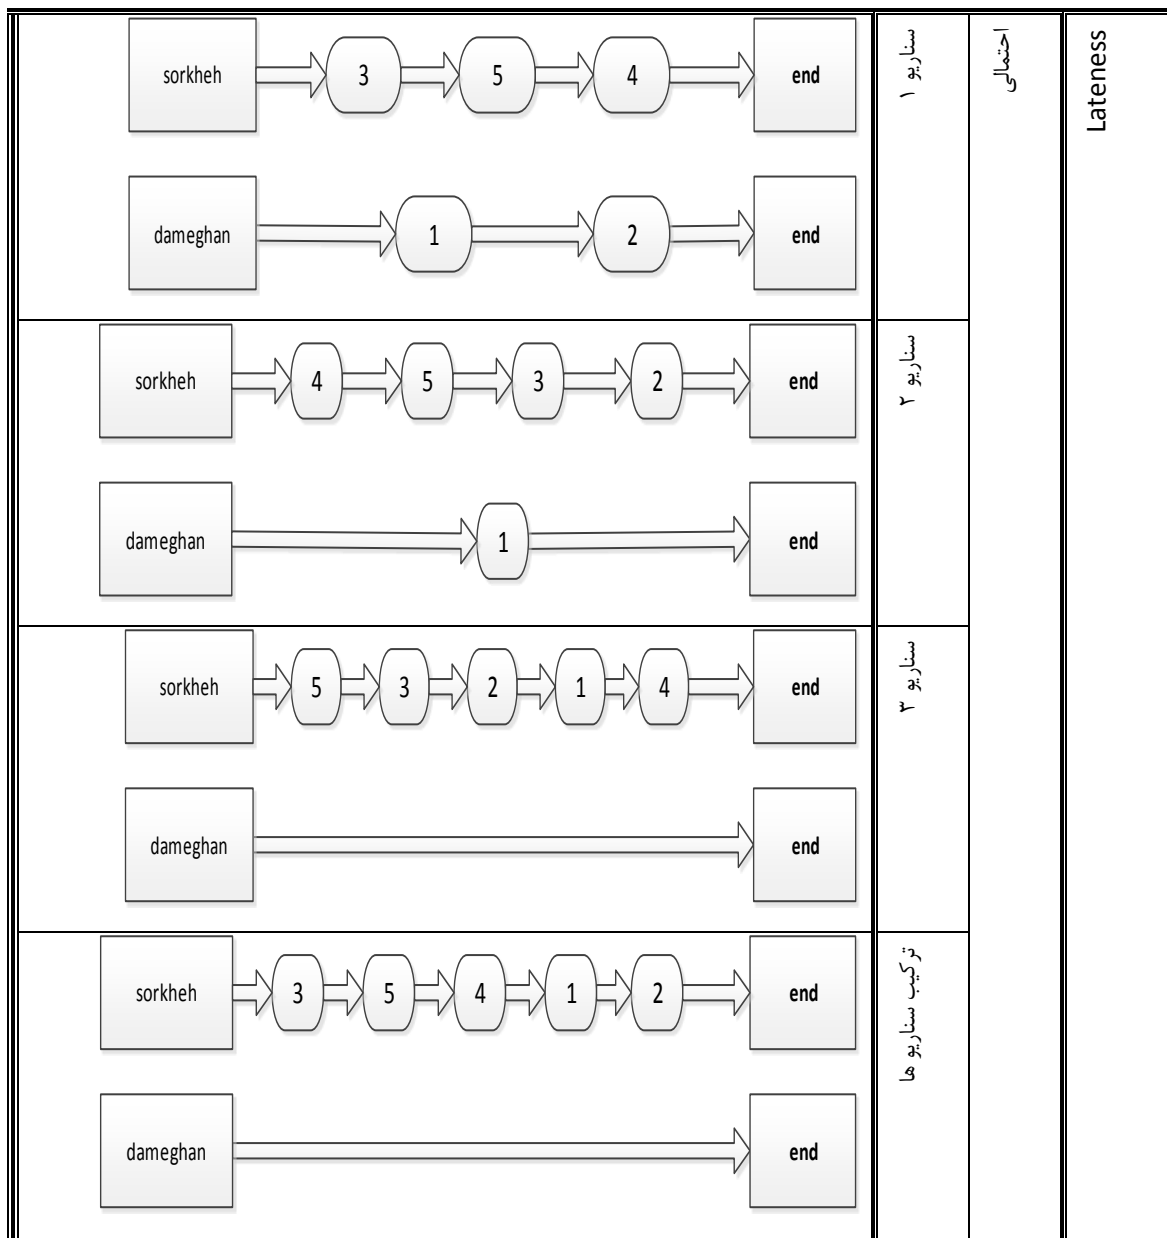 Lateness
احتمالی
سناریو ۱
sorkheh 3 5 4 end
dameghan 1 2 end
سناریو ۲
sorkheh 4 5 3 2 end
dameghan 1 end
سناریو ۳
sorkheh 5 3 2 1 4 end
dameghan end
ترکیب سناریو ها
sorkheh 3 5 4 1 2 end
dameghan end